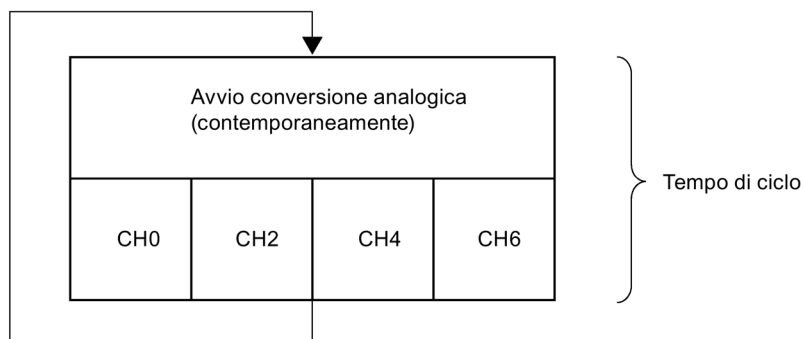 Avvio conversione analogica
(contemporaneamente)
Tempo di ciclo
CH0
CH2
CH4
CH6